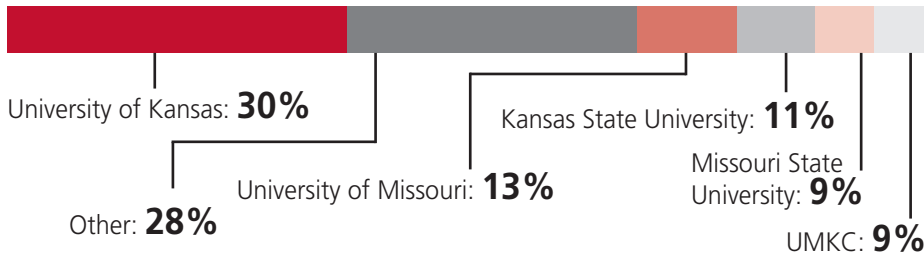 University of Kansas: 30%
Kansas State University: 11%
Missouri State
University: 9%
University of Missouri: 13%
Other: 28%
UMKC: 9%